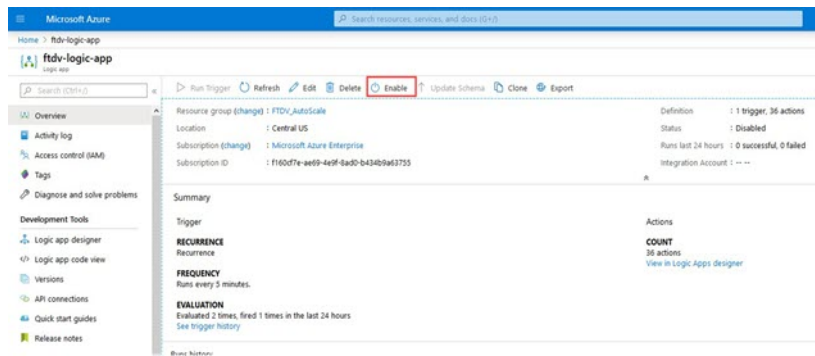 Microsoft Azure
Search resources, services, and docs (G+/)
Home > ftdv-logic-app
ftdv-logic-app
Logic app
Search (Ctrl+/)
«
Run Trigger Refresh Edit Delete Enable Update Schema Clone Export
Overview
Activity log
Access control (IAM)
Tags
Diagnose and solve problems
Development Tools
Logic app designer
</> Logic app code view
Versions
API connections
Quick start guides
Release notes
Resource group (change) : FTDV_AutoScale
Location : Central US
Subscription (change) : Microsoft Azure Enterprise
Subscription ID : f160cf7e-ae69-4e9f-8ad0-b434b9a63755
Definition : 1 trigger, 36 actions
Status : Disabled
Runs last 24 hours : 0 successful, 0 failed
Integration Account : -- --
Summary
Trigger
RECURRENCE
Recurrence
FREQUENCY
Runs every 5 minutes.
EVALUATION
Evaluated 2 times, fired 1 times in the last 24 hours
See trigger history
Actions
COUNT
36 actions
View in Logic Apps designer
Runs history